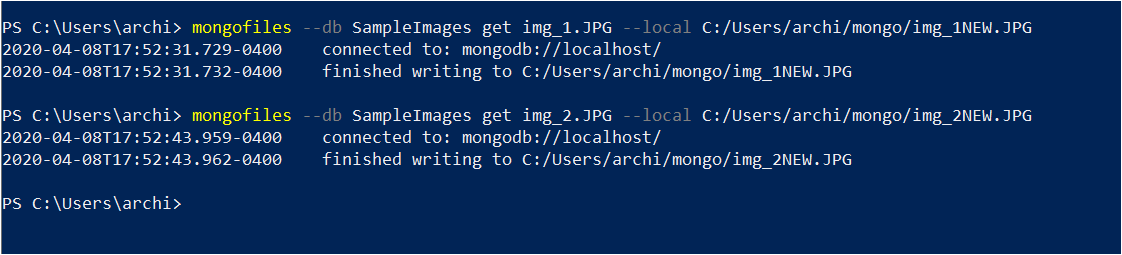 PS C:\Users\archi> mongofiles --db SampleImages get img_1.JPG --local C:/Users/archi/mongo/img_1NEW.JPG
2020-04-08T17:52:31.729-0400    connected to: mongodb://localhost/
2020-04-08T17:52:31.732-0400    finished writing to C:/Users/archi/mongo/img_1NEW.JPG
PS C:\Users\archi> mongofiles --db SampleImages get img_2.JPG --local C:/Users/archi/mongo/img_2NEW.JPG
2020-04-08T17:52:43.959-0400    connected to: mongodb://localhost/
2020-04-08T17:52:43.962-0400    finished writing to C:/Users/archi/mongo/img_2NEW.JPG
PS C:\Users\archi>